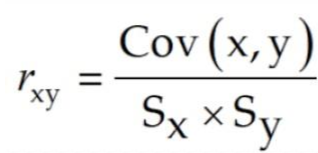 r_xy = Cov(x, y) / (S_x × S_y)